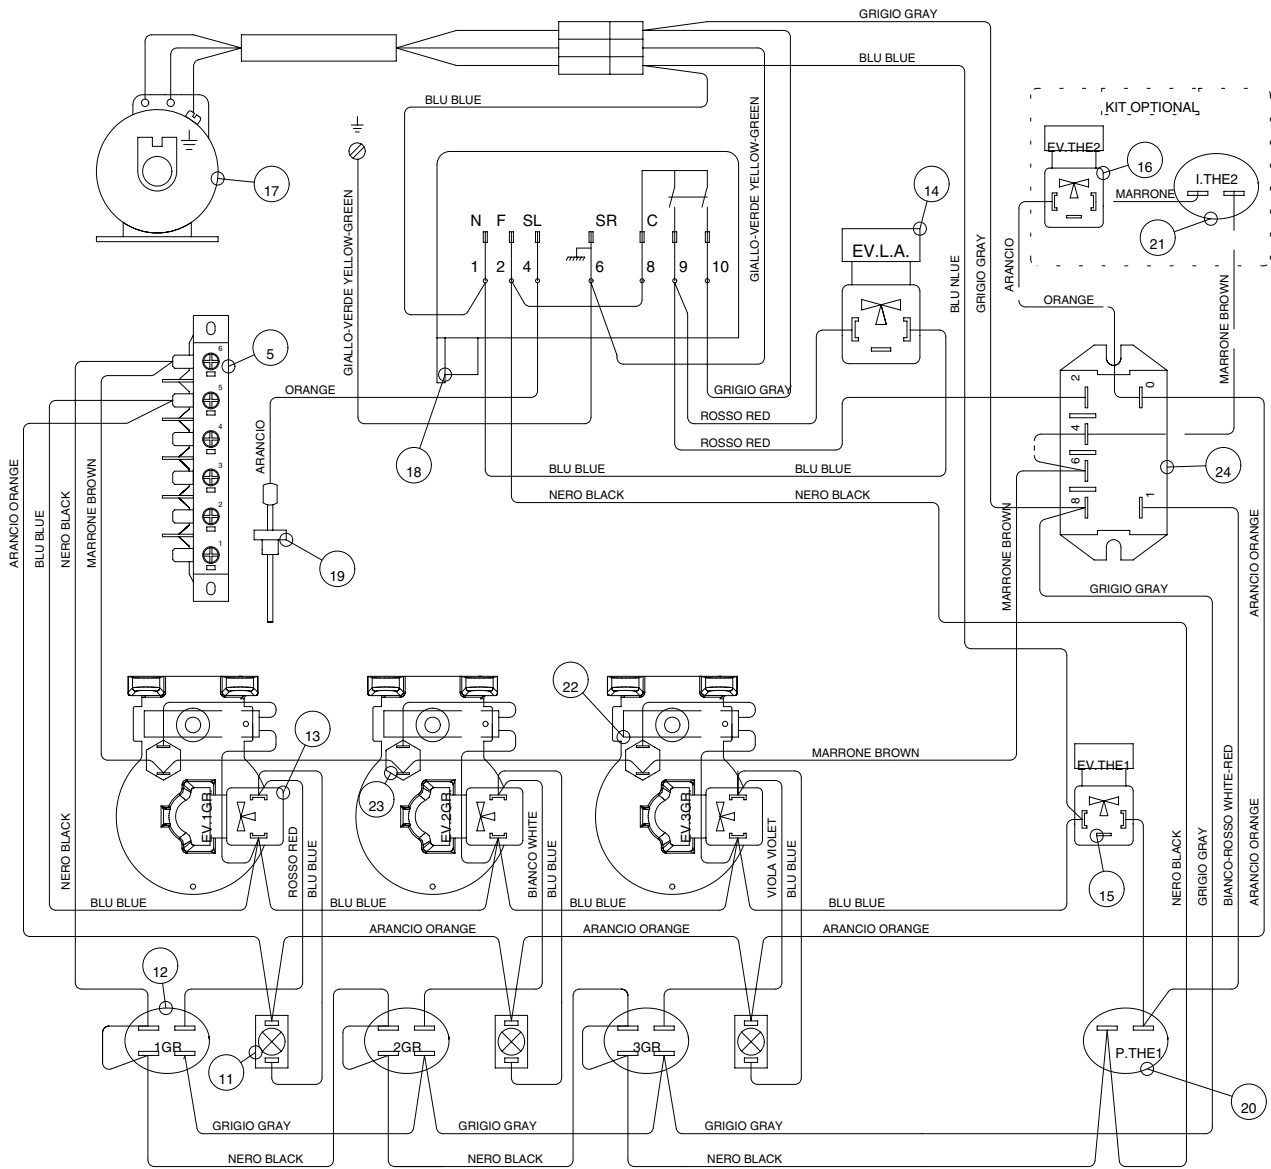 GRIGIO GRAY
BLU BLUE
BLU BLUE
GIALLO-VERDE YELLOW-GREEN
GIALLO-VERDE YELLOW-GREEN
KIT OPTIONAL
EV.THE2
16
I.THE2
MARRONE
21
17
14
N F SL SR C
1 2 4 6 8 9 10
EV.L.A.
BLU NLUE
GRIGIO GRAY
ARANCIO
ORANGE
MARRONE BROWN
5
6
5
4
3
2
1
ORANGE
ARANCIO
GRIGIO GRAY
ROSSO RED
ROSSO RED
18
BLU BLUE
BLU BLUE
NERO BLACK
NERO BLACK
2
0
4
6
8
1
24
19
ARANCIO ORANGE
BLU BLUE
NERO BLACK
MARRONE BROWN
MARRONE BROWN
GRIGIO GRAY
ARANCIO ORANGE
22
13
MARRONE BROWN
23
EV.1GR
EV.2GR
EV.3GR
EV.THE1
15
NERO BLACK
ROSSO RED
BLU BLUE
BIANCO WHITE
BLU BLUE
VIOLA VIOLET
BLU BLUE
NERO BLACK
GRIGIO GRAY
BIANCO-ROSSO WHITE-RED
ARANCIO ORANGE
BLU BLUE
BLU BLUE
BLU BLUE
BLU BLUE
ARANCIO ORANGE
ARANCIO ORANGE
ARANCIO ORANGE
12
1GR
11
2GR
3GR
P.THE1
20
GRIGIO GRAY
GRIGIO GRAY
GRIGIO GRAY
NERO BLACK
NERO BLACK
NERO BLACK